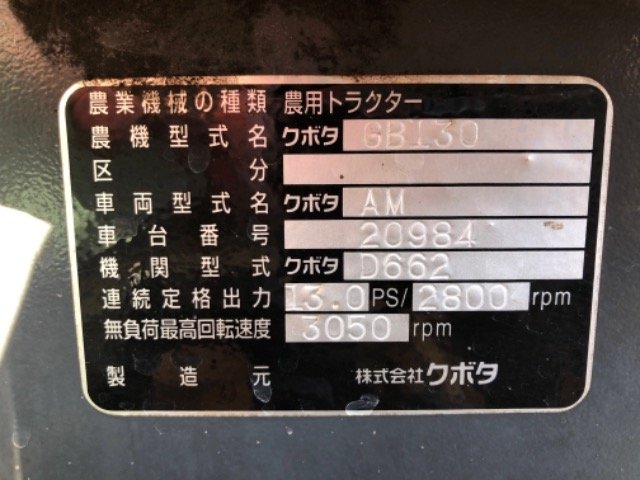 農業機械の種類 農用トラクター
農機型式名 クボタ GB130
区分
車両型式名 クボタ AM
車台番号 20984
機関型式 クボタ D662
連続定格出力 13.0 PS/ 2800 rpm
無負荷最高回転速度 3050 rpm
製造元 株式会社クボタ